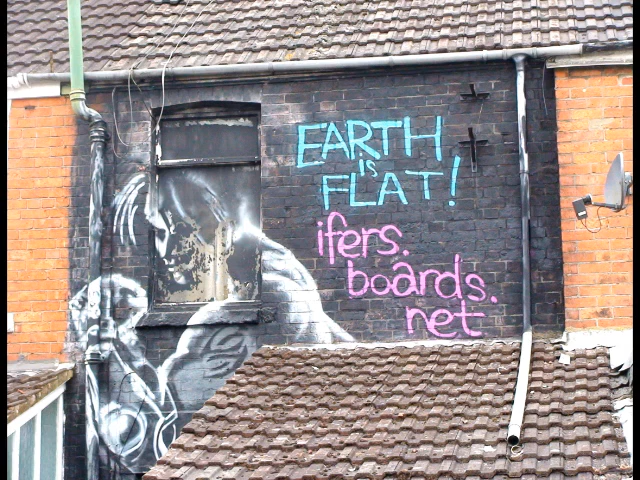 EARTH
is
FLAT!
ifers.
boards.
net